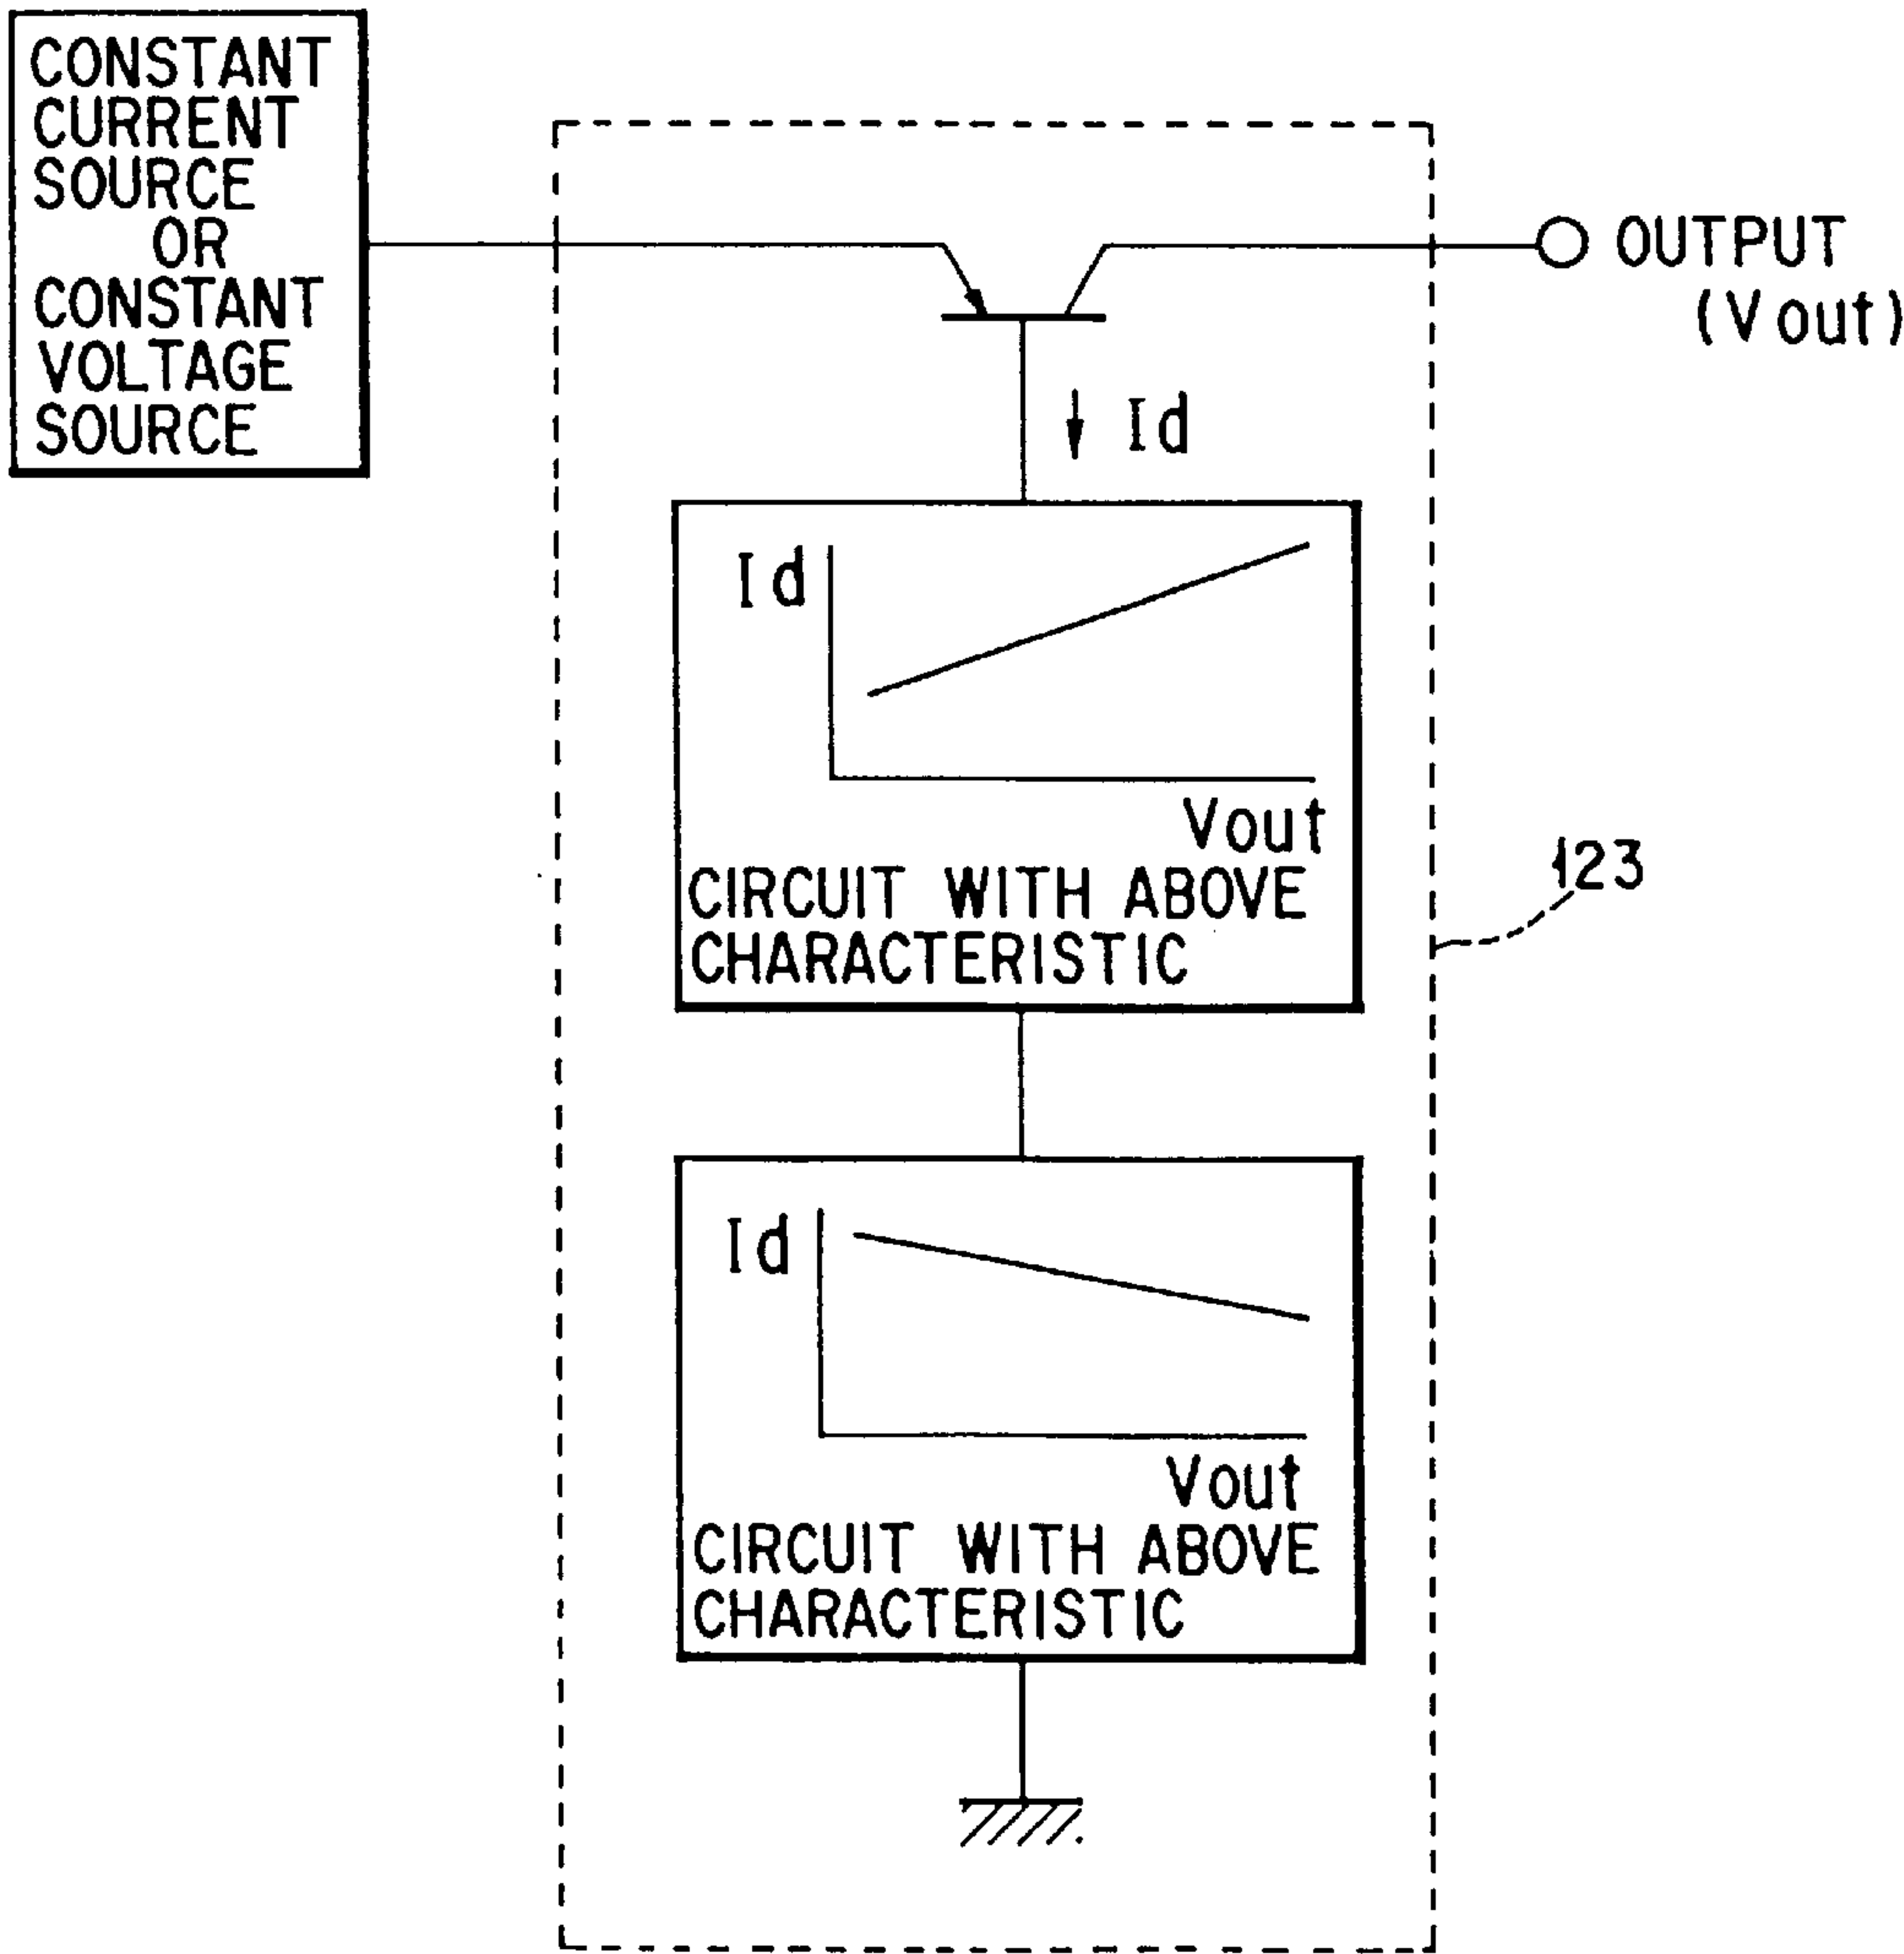 CONSTANT
CURRENT
SOURCE
OR
CONSTANT
VOLTAGE
SOURCE
OUTPUT
(Vout)
Id
Id
Vout
CIRCUIT WITH ABOVE
CHARACTERISTIC
123
Id
Vout
CIRCUIT WITH ABOVE
CHARACTERISTIC